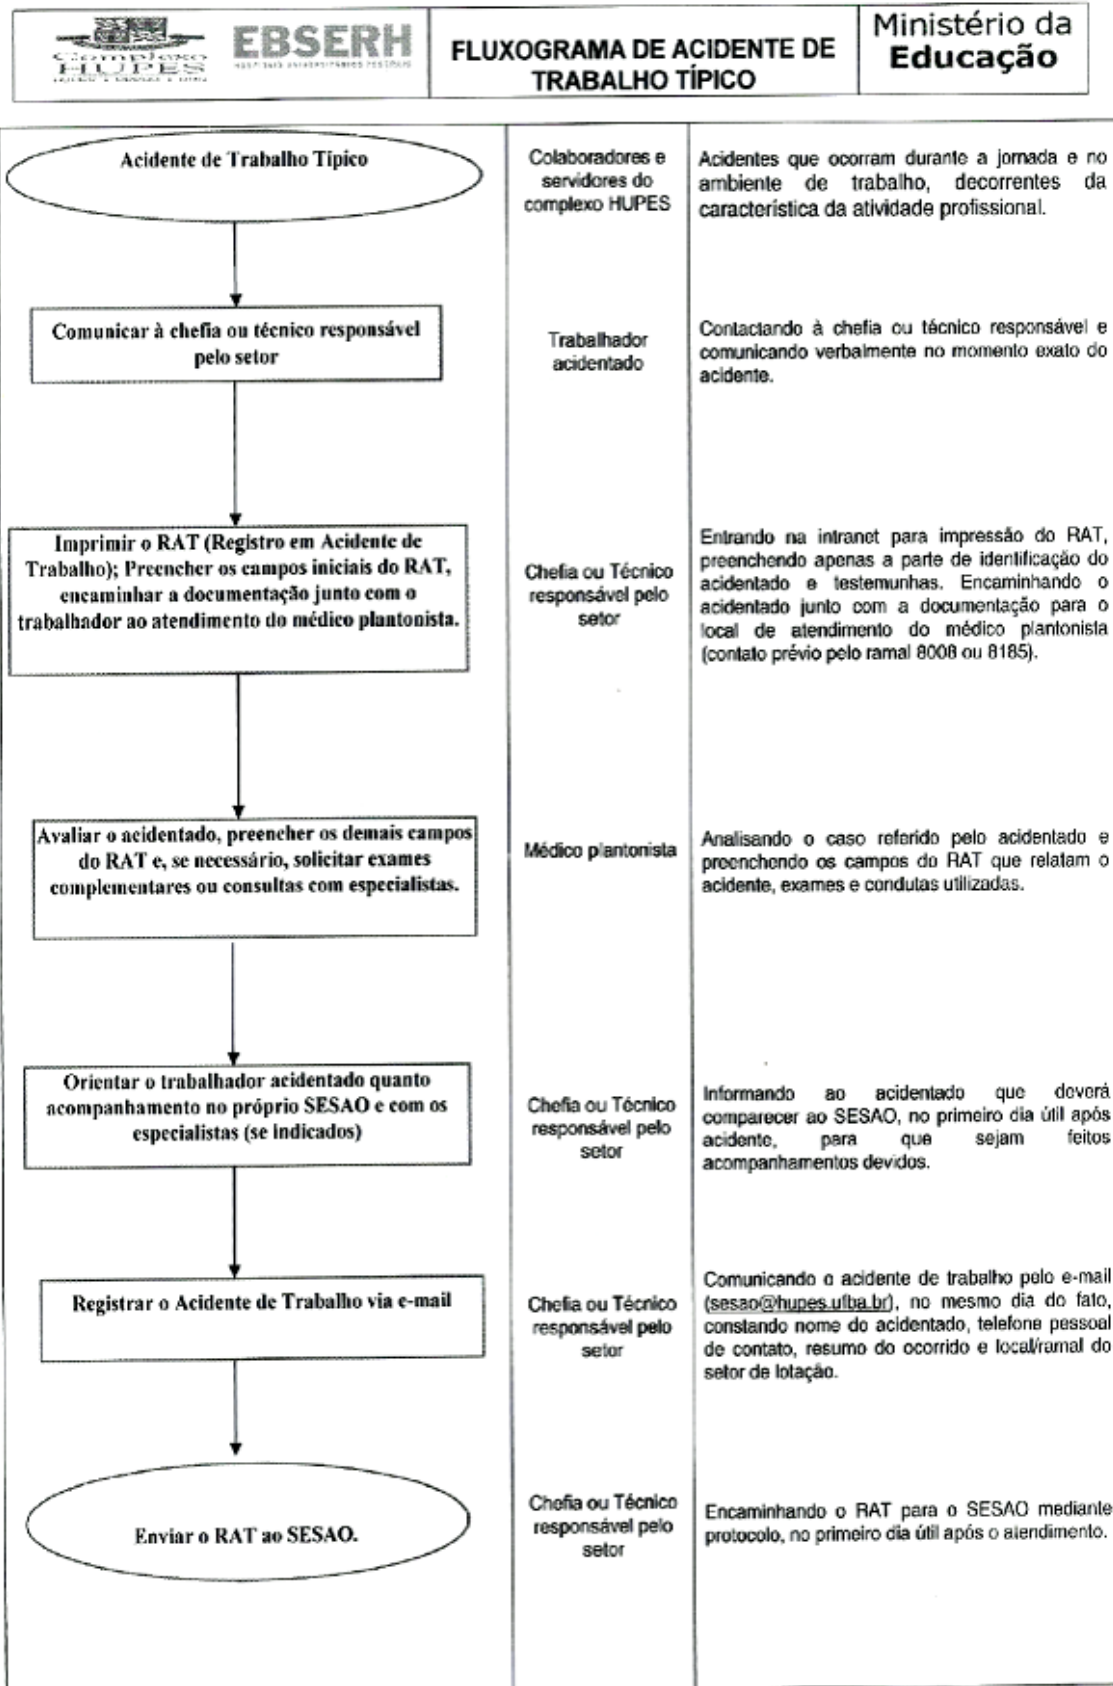 Complexo
HUPES
EBSERH
HOSPITAIS UNIVERSITÁRIOS FEDERAIS
FLUXOGRAMA DE ACIDENTE DE
TRABALHO TÍPICO
Ministério da
Educação
Acidente de Trabalho Típico
Colaboradores e
servidores do
complexo HUPES
Acidentes que ocorram durante a jornada e no
ambiente de trabalho, decorrentes da
característica da atividade profissional.
Comunicar à chefia ou técnico responsável
pelo setor
Trabalhador
acidentado
Contactando à chefia ou técnico responsável e
comunicando verbalmente no momento exato do
acidente.
Imprimir o RAT (Registro em Acidente de
Trabalho); Preencher os campos iniciais do RAT,
encaminhar a documentação junto com o
trabalhador ao atendimento do médico plantonista.
Chefia ou Técnico
responsável pelo
setor
Entrando na intranet para impressão do RAT,
preenchendo apenas a parte de identificação do
acidentado e testemunhas. Encaminhando o
acidentado junto com a documentação para o
local de atendimento do médico plantonista
(contato prévio pelo ramal 8008 ou 8185).
Avaliar o acidentado, preencher os demais campos
do RAT e, se necessário, solicitar exames
complementares ou consultas com especialistas.
Médico plantonista
Analisando o caso referido pelo acidentado e
preenchendo os campos do RAT que relatam o
acidente, exames e condutas utilizadas.
Orientar o trabalhador acidentado quanto
acompanhamento no próprio SESAO e com os
especialistas (se indicados)
Chefia ou Técnico
responsável pelo
setor
Informando ao acidentado que deverá
comparecer ao SESAO, no primeiro dia útil após
acidente, para que sejam feitos
acompanhamentos devidos.
Registrar o Acidente de Trabalho via e-mail
Chefia ou Técnico
responsável pelo
setor
Comunicando o acidente de trabalho pelo e-mail
(sesao@hupes.ufba.br), no mesmo dia do fato,
constando nome do acidentado, telefone pessoal
de contato, resumo do ocorrido e local/ramal do
setor de lotação.
Enviar o RAT ao SESAO.
Chefia ou Técnico
responsável pelo
setor
Encaminhando o RAT para o SESAO mediante
protocolo, no primeiro dia útil após o atendimento.